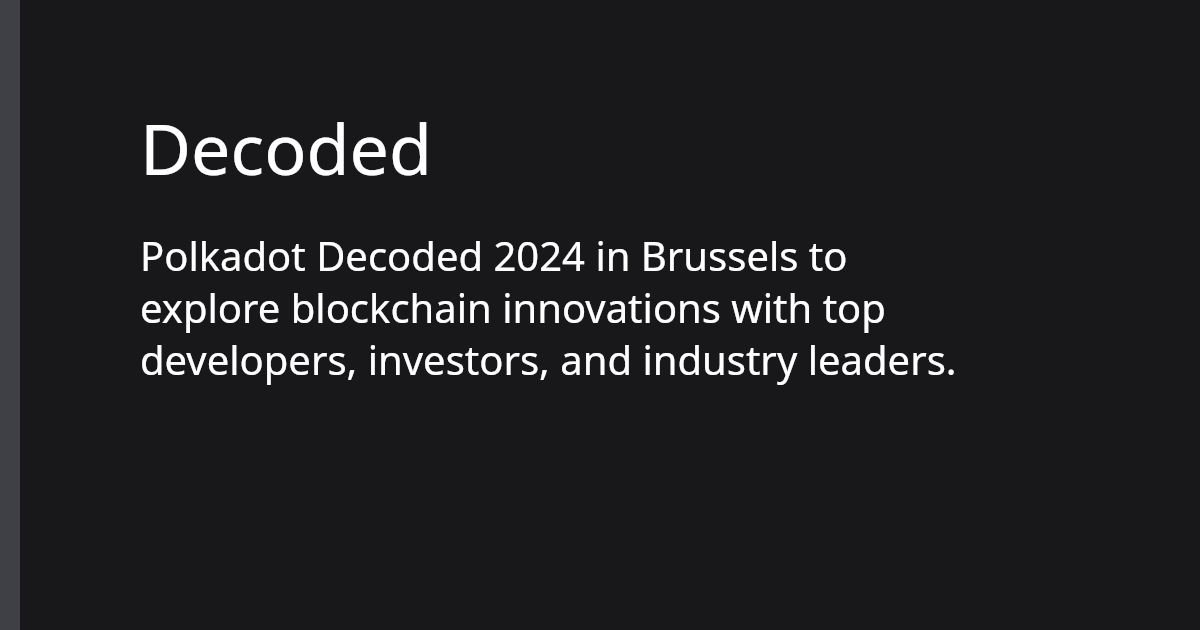 Decoded
Polkadot Decoded 2024 in Brussels to
explore blockchain innovations with top
developers, investors, and industry leaders.